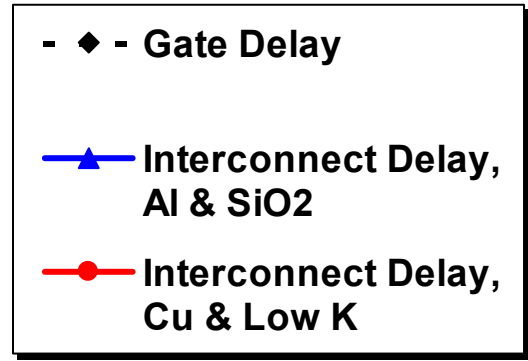 Gate Delay
Interconnect Delay,
Al & SiO2
Interconnect Delay,
Cu & Low K